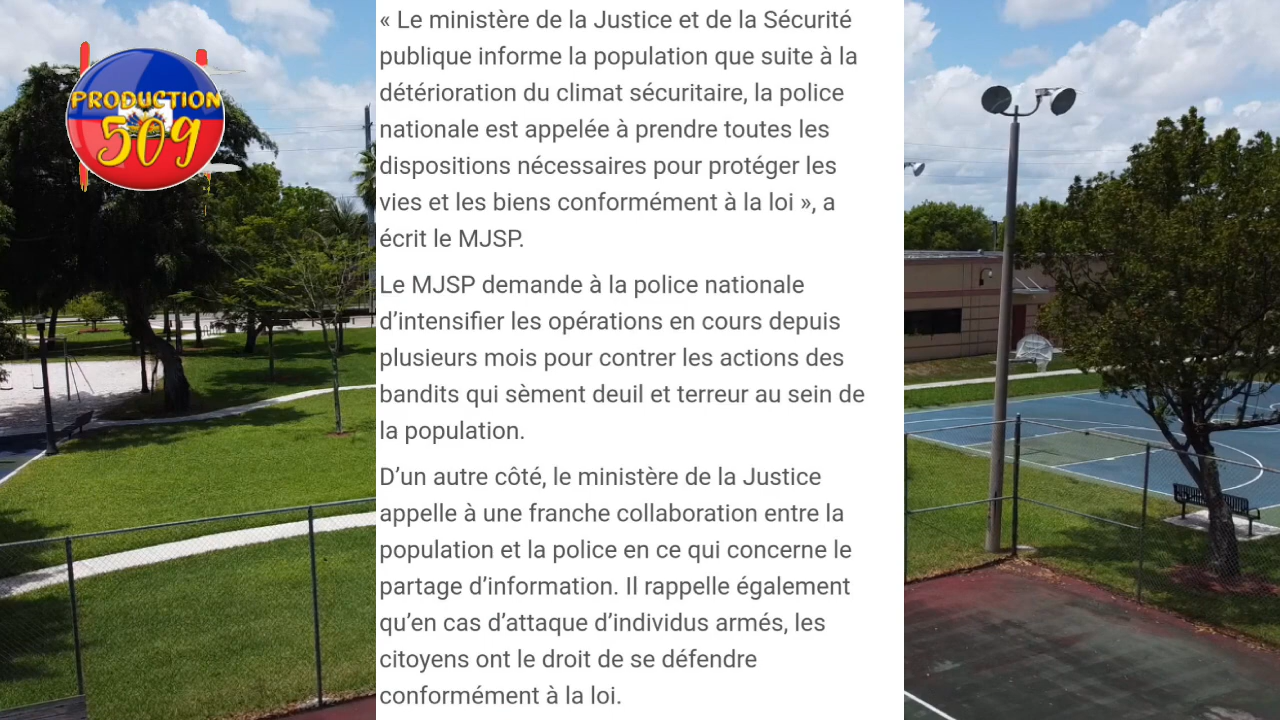 PRODUCTION
509
« Le ministère de la Justice et de la Sécurité
publique informe la population que suite à la
détérioration du climat sécuritaire, la police
nationale est appelée à prendre toutes les
dispositions nécessaires pour protéger les
vies et les biens conformément à la loi », a
écrit le MJSP.
Le MJSP demande à la police nationale
d’intensifier les opérations en cours depuis
plusieurs mois pour contrer les actions des
bandits qui sèment deuil et terreur au sein de
la population.
D’un autre côté, le ministère de la Justice
appelle à une franche collaboration entre la
population et la police en ce qui concerne le
partage d’information. Il rappelle également
qu’en cas d’attaque d’individus armés, les
citoyens ont le droit de se défendre
conformément à la loi.